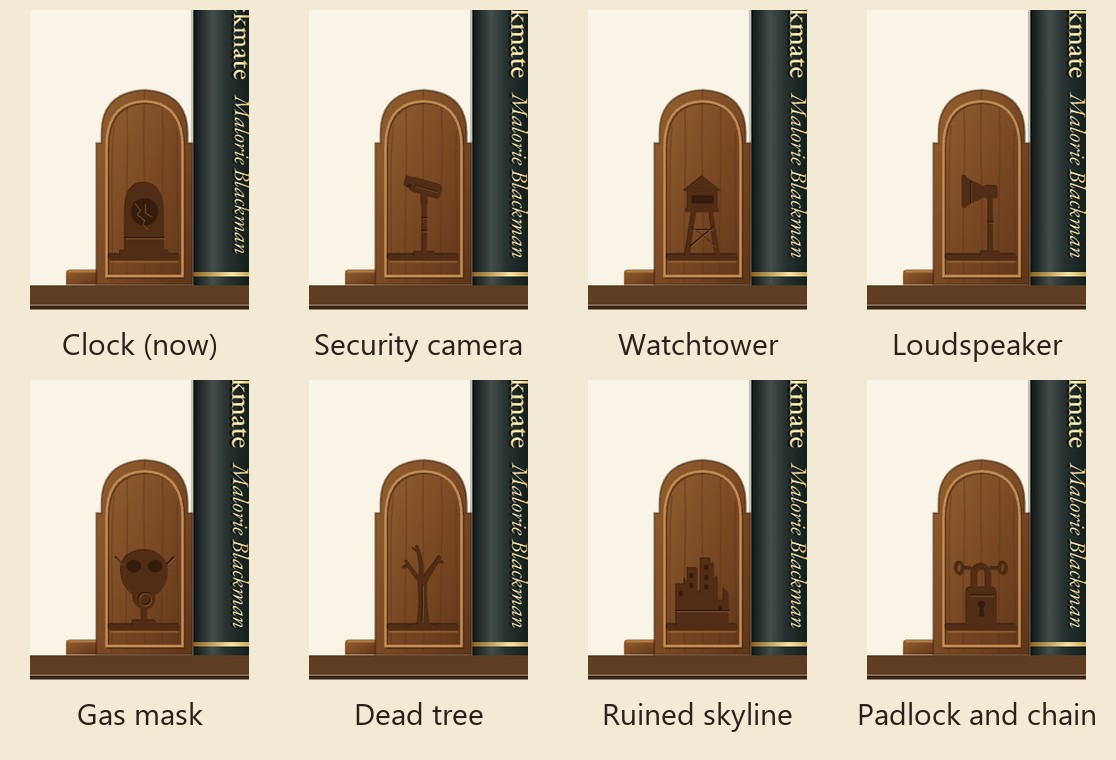 kmate Malorie Blackman
kmate Malorie Blackman
kmate Malorie Blackman
kmate Malorie Blackman
Clock (now)
Security camera
Watchtower
Loudspeaker
kmate Malorie Blackman
kmate Malorie Blackman
kmate Malorie Blackman
kmate Malorie Blackman
Gas mask
Dead tree
Ruined skyline
Padlock and chain